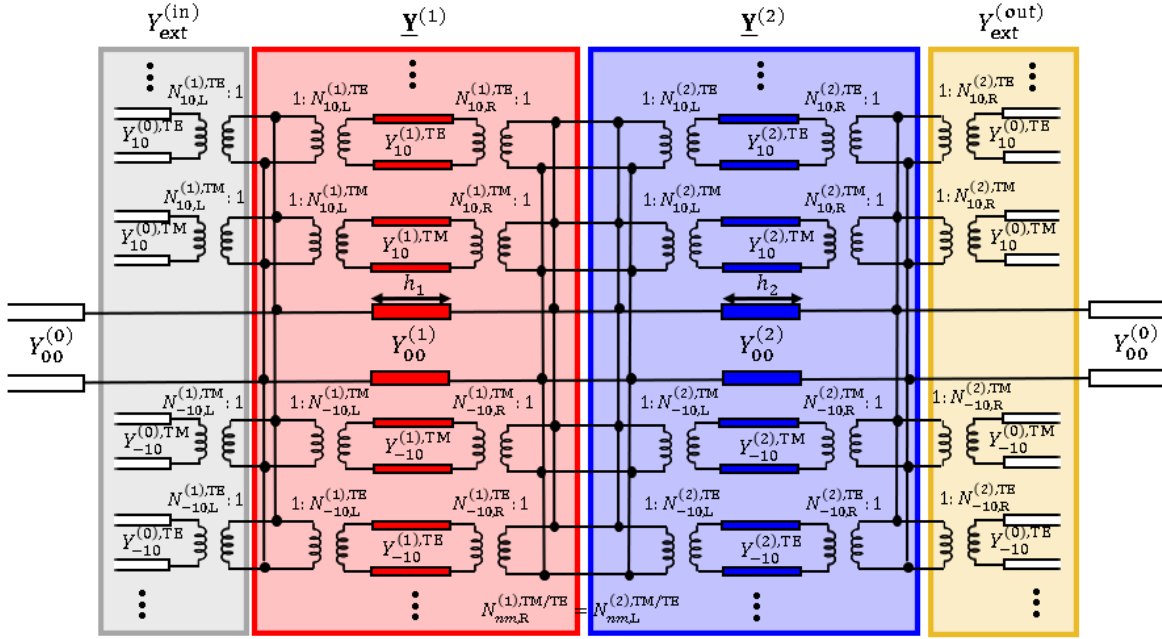 Y_ext^(in) Y̲^(1) Y̲^(2) Y_ext^(out)
N_10,L^(1),TE : 1 1: N_10,L^(1),TE N_10,R^(1),TE : 1 1: N_10,L^(2),TE N_10,R^(2),TE : 1 1: N_10,R^(2),TE
Y_10^(0),TE Y_10^(1),TE Y_10^(2),TE Y_10^(0),TE
N_10,L^(1),TM : 1 1: N_10,L^(1),TM N_10,R^(1),TM : 1 1: N_10,L^(2),TM N_10,R^(2),TM : 1 1: N_10,R^(2),TM
Y_10^(0),TM Y_10^(1),TM Y_10^(2),TM Y_10^(0),TM
h_1 h_2
Y_00^(0) Y_00^(1) Y_00^(2) Y_00^(0)
N_-10,L^(1),TM : 1 1: N_-10,L^(1),TM N_-10,R^(1),TM : 1 1: N_-10,L^(2),TM N_-10,R^(2),TM : 1 1: N_-10,R^(2),TM
Y_-10^(0),TM Y_-10^(1),TM Y_-10^(2),TM Y_-10^(0),TM
N_-10,L^(1),TE : 1 1: N_-10,L^(1),TE N_-10,R^(1),TE : 1 1: N_-10,L^(2),TE N_-10,R^(2),TE : 1 1: N_-10,R^(2),TE
Y_-10^(0),TE Y_-10^(1),TE Y_-10^(2),TE Y_-10^(0),TE
N_nm,R^(1),TM/TE = N_nm,L^(2),TM/TE